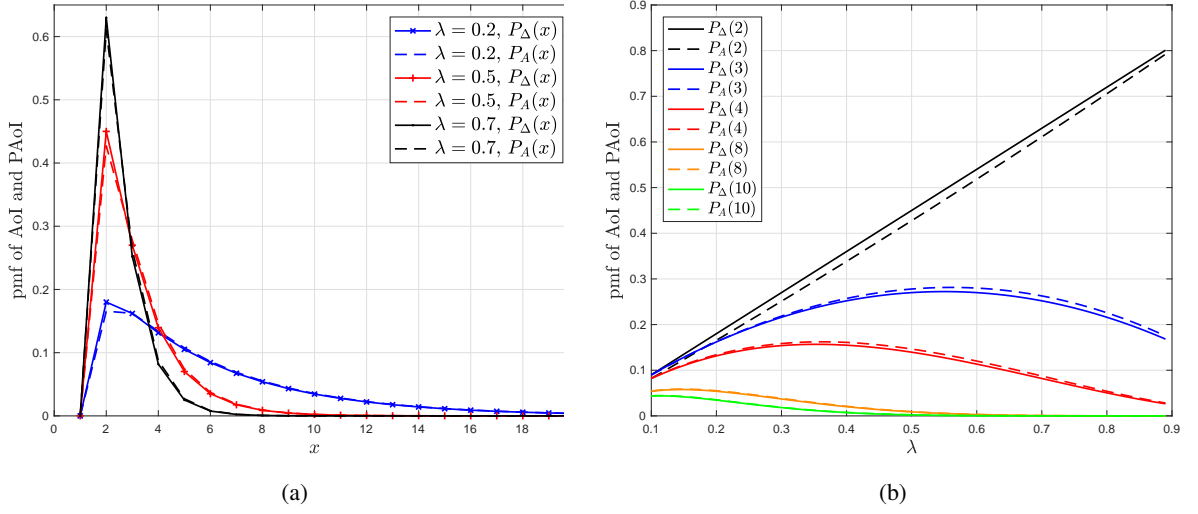 pmf of AoI and PAoI
0.6
0.5
0.4
0.3
0.2
0.1
0
0 2 4 6 8 10 12 14 16 18
x
λ = 0.2, P_Δ(x)
λ = 0.2, P_A(x)
λ = 0.5, P_Δ(x)
λ = 0.5, P_A(x)
λ = 0.7, P_Δ(x)
λ = 0.7, P_A(x)
(a)
pmf of AoI and PAoI
0.9
0.8
0.7
0.6
0.5
0.4
0.3
0.2
0.1
0
0.1 0.2 0.3 0.4 0.5 0.6 0.7 0.8 0.9
λ
P_Δ(2)
P_A(2)
P_Δ(3)
P_A(3)
P_Δ(4)
P_A(4)
P_Δ(8)
P_A(8)
P_Δ(10)
P_A(10)
(b)